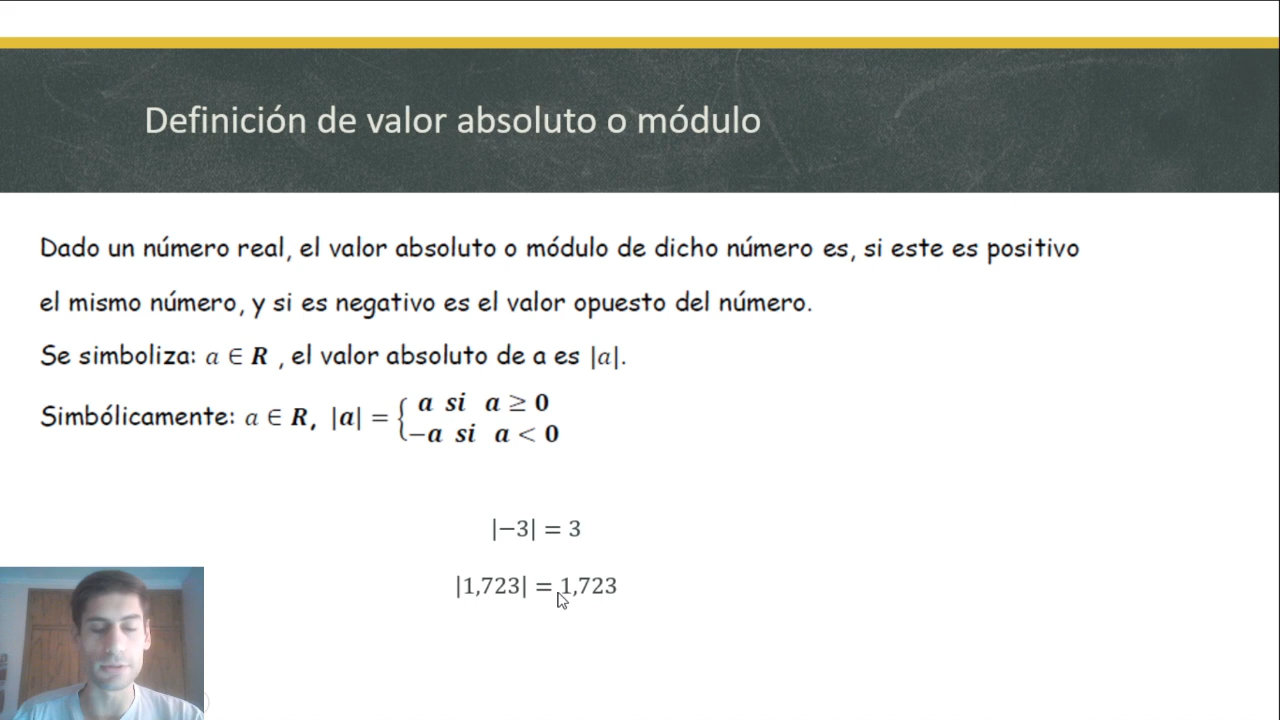 Definición de valor absoluto o módulo
Dado un número real, el valor absoluto o módulo de dicho número es, si este es positivo
el mismo número, y si es negativo es el valor opuesto del número.
Se simboliza: a ∈ R , el valor absoluto de a es |a|.
Simbólicamente: a ∈ R, |a| = { a si a ≥ 0
−a si a < 0
|−3| = 3
|1,723| = 1,723